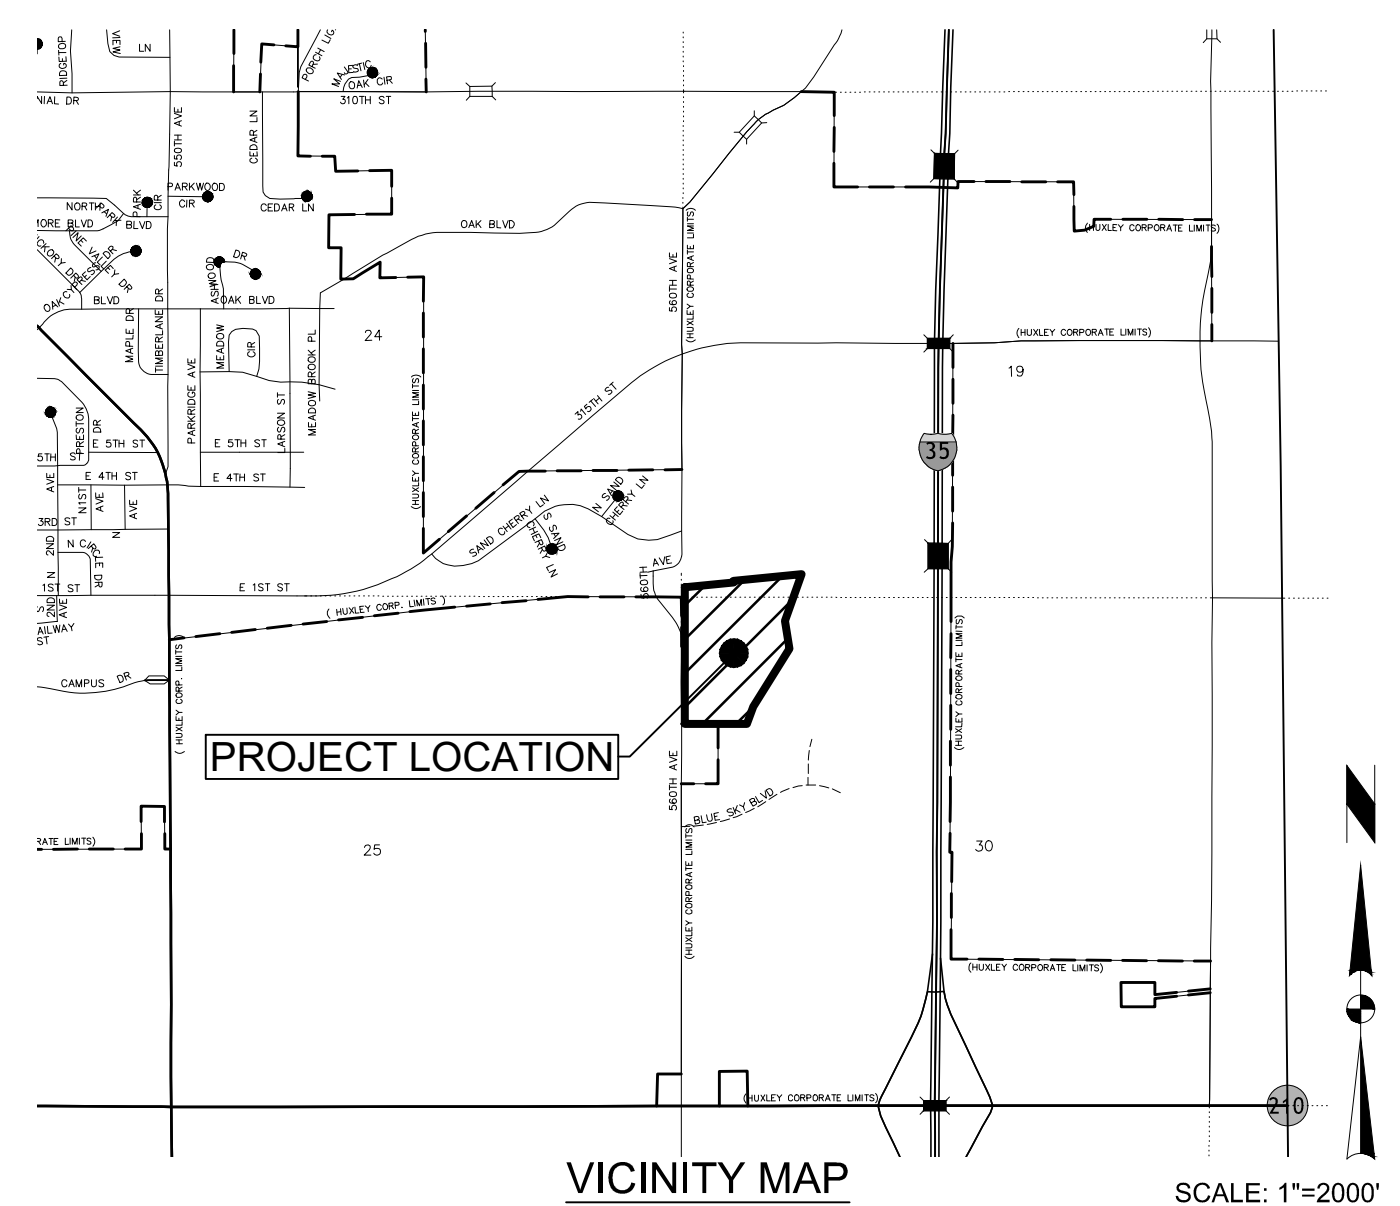 RIDGETOP
VIEW
LN
NIAL DR
550TH AVE
CEDAR LN
PORCH LIG
MAJESTIC
OAK CIR
310TH ST
PARKWOOD
CIR
PARK
CIR
CEDAR LN
NORTH
PARK
MORE BLVD
BLVD
PINE VALLEY DR
CKORY DR
CYPRESS DR
OAK
BLVD
ASHWOOD
DR
OAK BLVD
OAK BLVD
560TH AVE
(HUXLEY CORPORATE LIMITS)
(HUXLEY CORPORATE LIMITS)
(HUXLEY CORPORATE LIMITS)
MAPLE DR
TIMBERLANE DR
MEADOW
CIR
PARKRIDGE AVE
LARSON ST
MEADOW BROOK PL
24
19
(HUXLEY CORPORATE LIMITS)
315TH ST
35
PRESTON
DR
E 5TH ST
E 5TH ST
5TH ST
E 4TH ST
E 4TH ST
AVE
N1ST
AVE
AVE
N
3RD ST
N 2ND
N CIRCLE DR
SAND CHERRY LN
S SAND
CHERRY LN
N SAND
CHERRY LN
560TH AVE
1ST ST
E 1ST ST
S 2ND
AVE
AILWAY
ST
( HUXLEY CORP. LIMITS )
( HUXLEY CORP. LIMITS )
CAMPUS DR
(HUXLEY CORPORATE LIMITS)
PROJECT LOCATION
560TH AVE
BLUE SKY BLVD
RATE LIMITS)
25
30
(HUXLEY CORPORATE LIMITS)
(HUXLEY CORPORATE LIMITS)
(HUXLEY CORPORATE LIMITS)
210
N
VICINITY MAP
SCALE: 1"=2000'